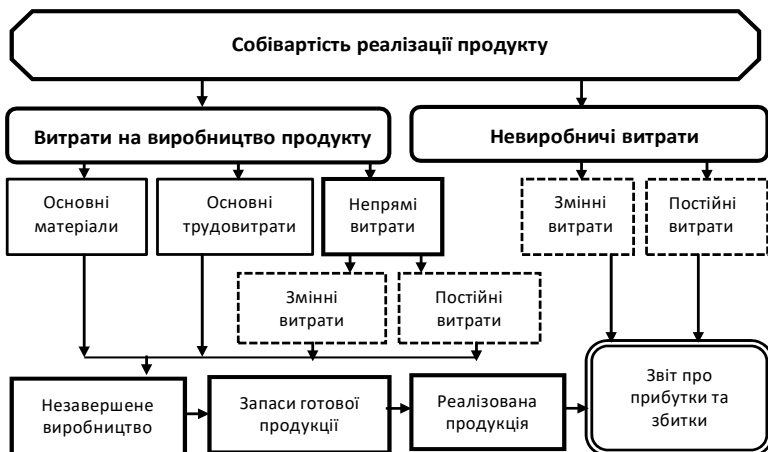 Собівартість реалізації продукту
Витрати на виробництво продукту
Невиробничі витрати
Основні
матеріали
Основні
трудовитрати
Непрямі
витрати
Змінні
витрати
Постійні
витрати
Змінні
витрати
Постійні
витрати
Незавершене
виробництво
Запаси готової
продукції
Реалізована
продукція
Звіт про
прибутки та
збитки